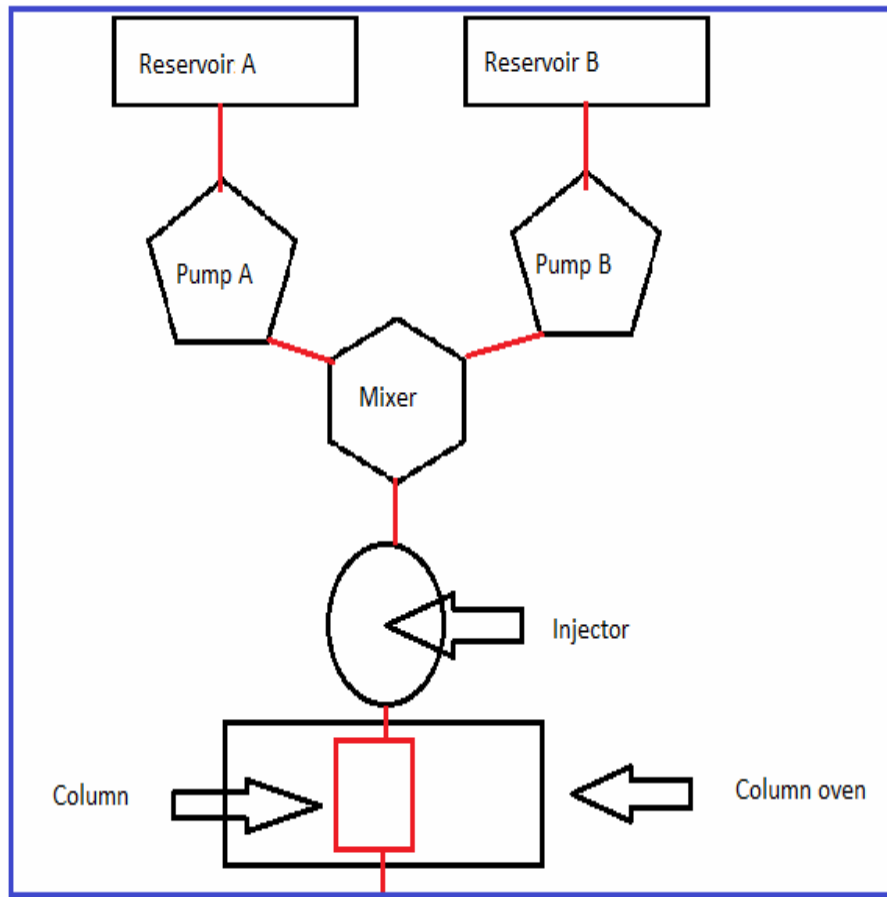 Reservoir A
Reservoir B
Pump A
Pump B
Mixer
Injector
Column
Column oven